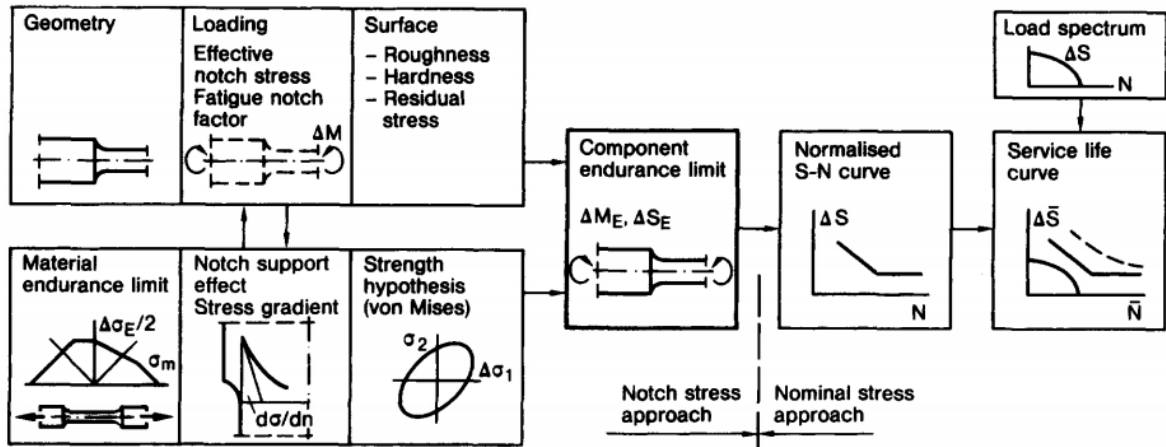 Geometry
Loading
Effective
notch stress
Fatigue notch
factor
ΔM
Surface
– Roughness
– Hardness
– Residual
stress
Material
endurance limit
Δσ_E/2
σ_m
Notch support
effect
Stress gradient
dσ/dn
Strength
hypothesis
(von Mises)
σ_2
Δσ_1
Component
endurance limit
ΔM_E, ΔS_E
Normalised
S-N curve
ΔS
N
Load spectrum
ΔS
N
Service life
curve
ΔS̄
N̄
Notch stress
approach
Nominal stress
approach